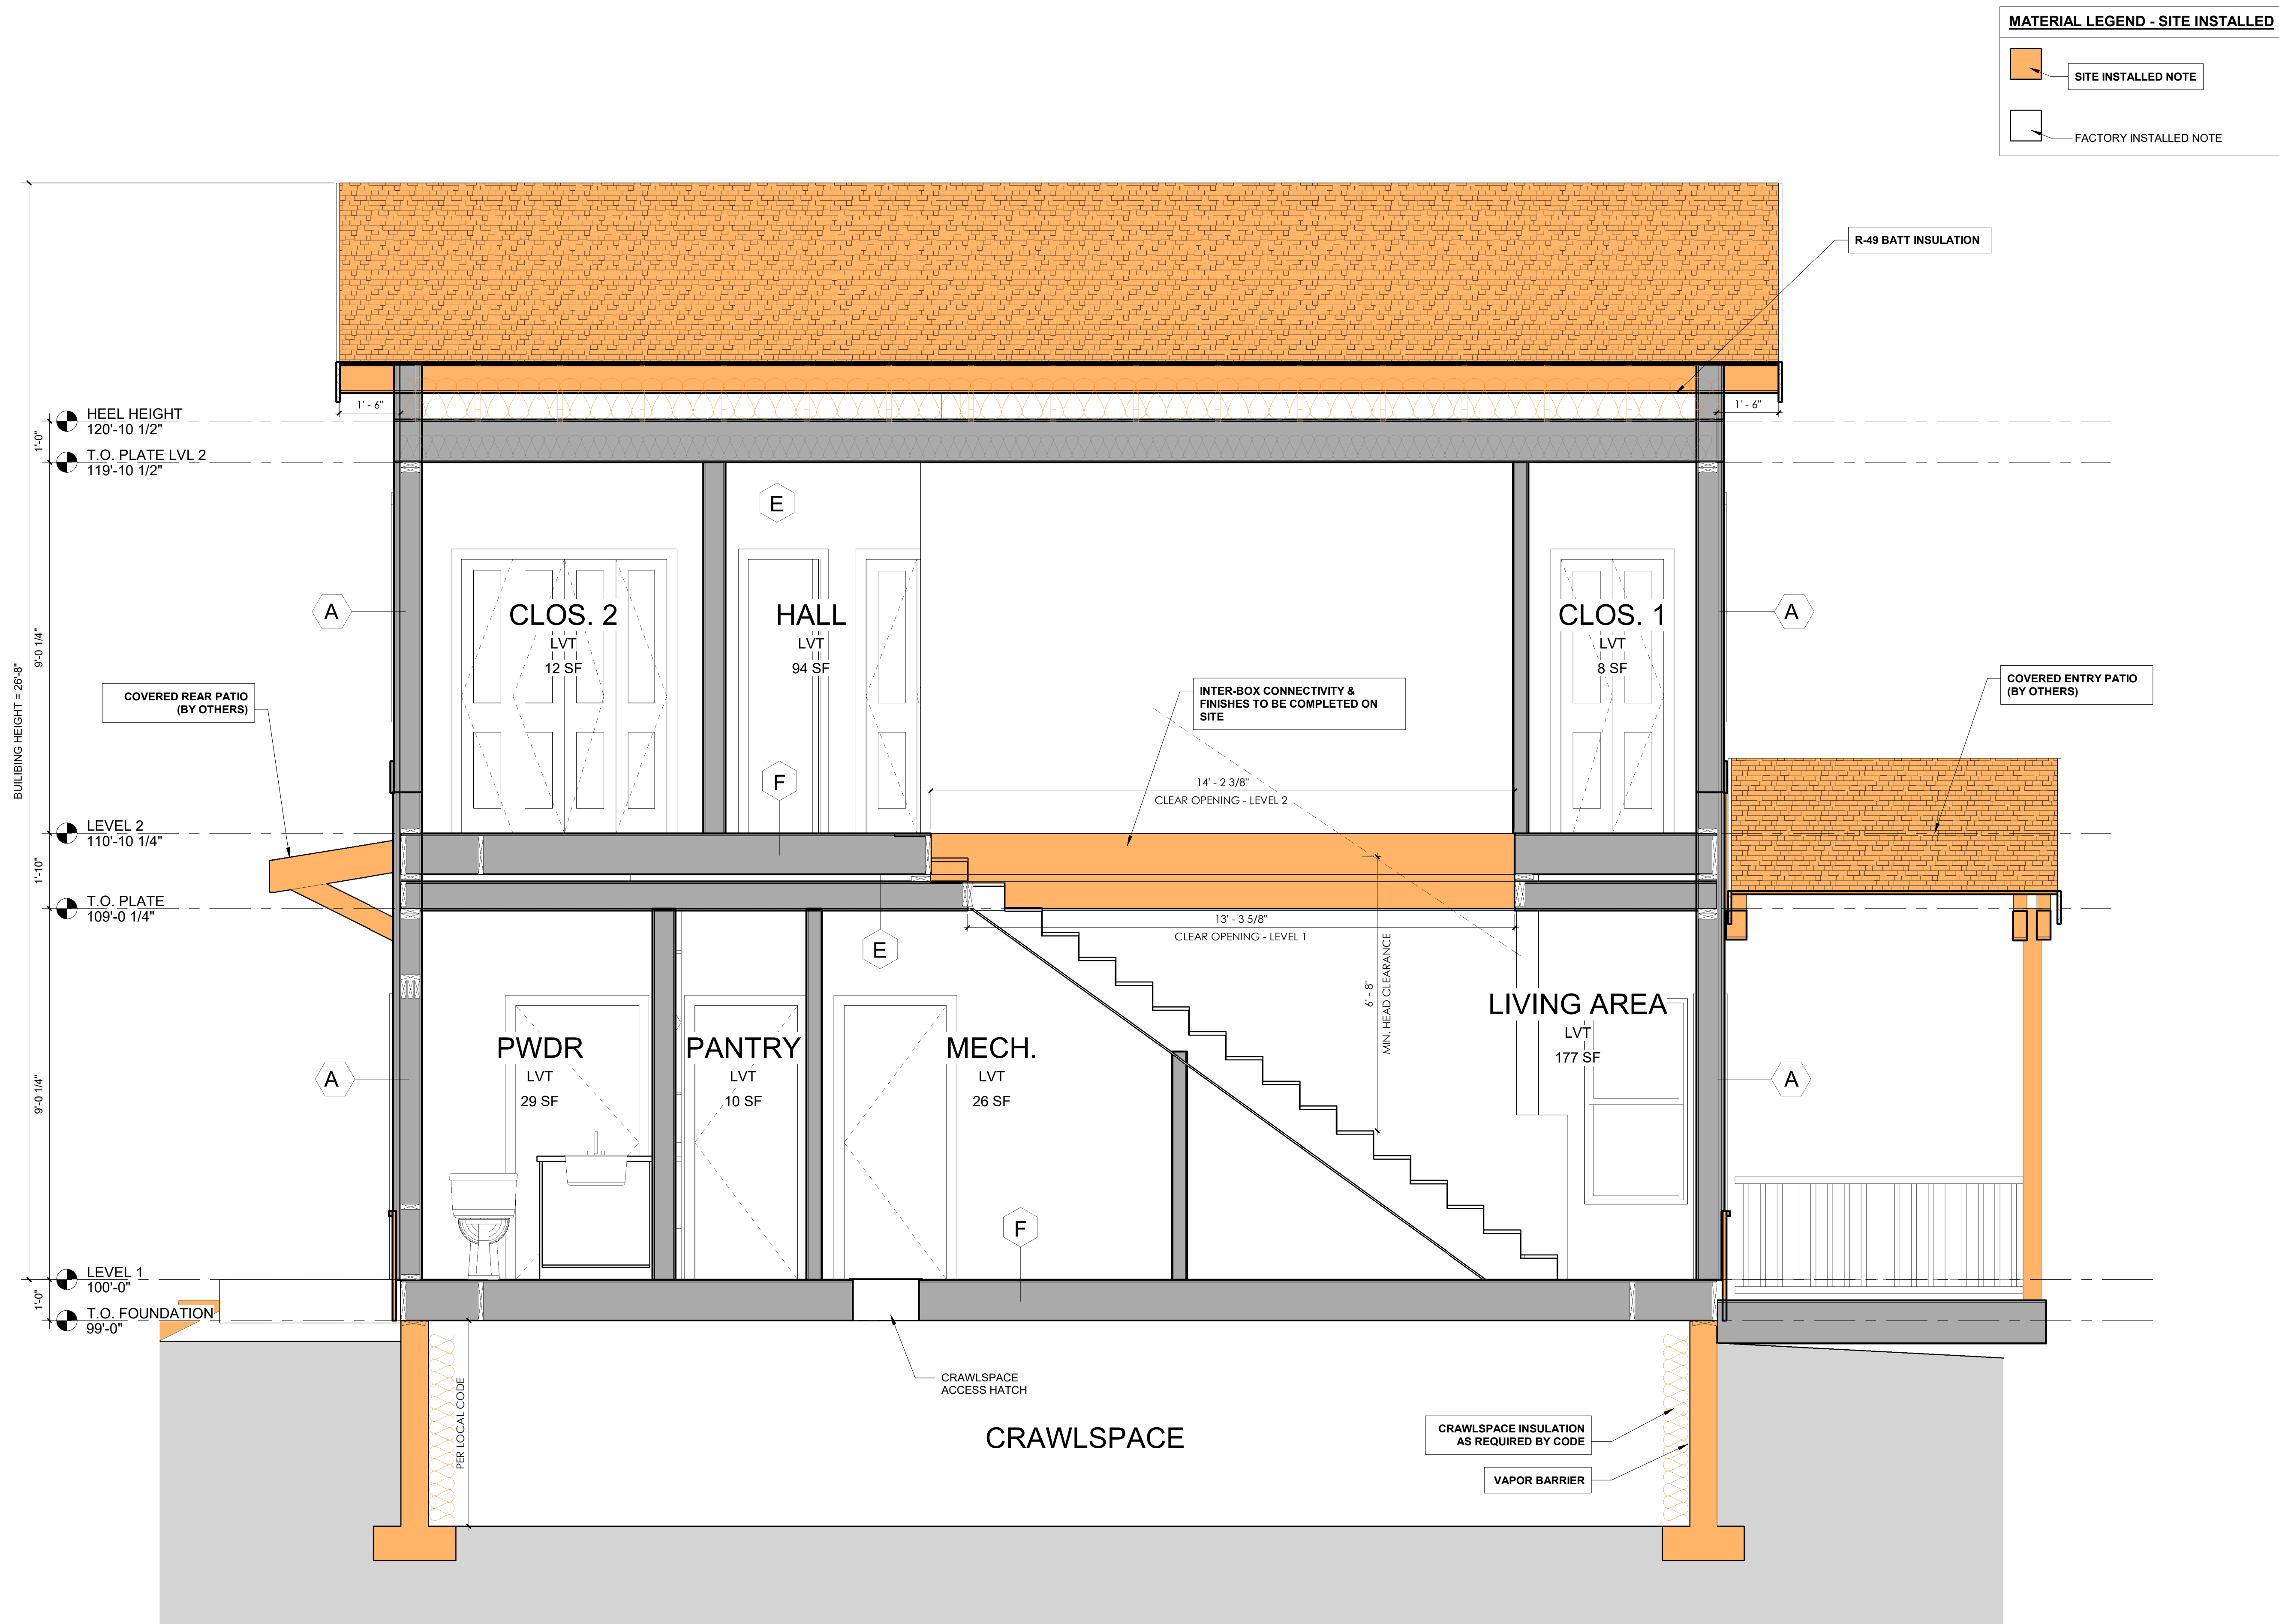 MATERIAL LEGEND - SITE INSTALLED
SITE INSTALLED NOTE
FACTORY INSTALLED NOTE
R-49 BATT INSULATION
1' - 6"
1' - 6"
HEEL HEIGHT
120'-10 1/2"
1'-0"
T.O. PLATE LVL 2
119'-10 1/2"
E
A
CLOS. 2
LVT
12 SF
HALL
LVT
94 SF
CLOS. 1
LVT
8 SF
A
9'-0 1/4"
BUILIBING HEIGHT = 26'-8"
COVERED REAR PATIO
(BY OTHERS)
INTER-BOX CONNECTIVITY &
FINISHES TO BE COMPLETED ON
SITE
COVERED ENTRY PATIO
(BY OTHERS)
F
14' - 2 3/8"
CLEAR OPENING - LEVEL 2
LEVEL 2
110'-10 1/4"
1'-10"
T.O. PLATE
109'-0 1/4"
13' - 3 5/8"
CLEAR OPENING - LEVEL 1
E
6' - 8"
MIN. HEAD CLEARANCE
LIVING AREA
LVT
177 SF
PWDR
LVT
29 SF
PANTRY
LVT
10 SF
MECH.
LVT
26 SF
A
A
9'-0 1/4"
F
LEVEL 1
100'-0"
1'-0"
T.O. FOUNDATION
99'-0"
CRAWLSPACE
ACCESS HATCH
PER LOCAL CODE
CRAWLSPACE
CRAWLSPACE INSULATION
AS REQUIRED BY CODE
VAPOR BARRIER